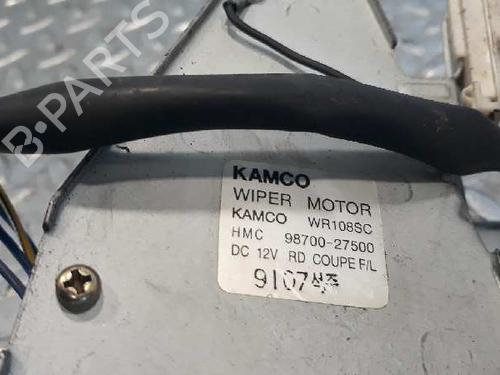 B-PARTS
KAMCO
WIPER MOTOR
KAMCO WR108SC
HMC 98700-27500
DC 12V RD COUPE F/L
9107